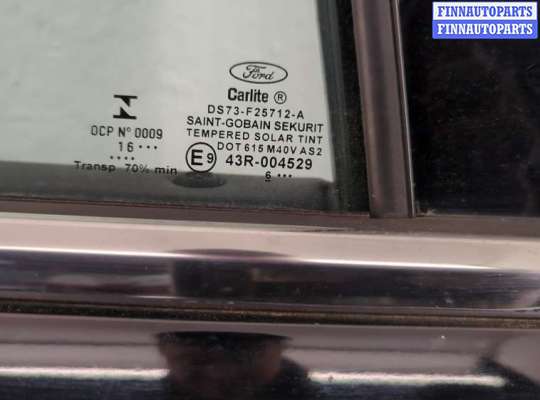 FINNAUTOPARTS
FINNAUTOPARTS
Ford
Carlite ®
DS73-F25712-A
SAINT-GOBAIN SEKURIT
TEMPERED SOLAR TINT
DOT 615 M40V AS2
E9 43R-004529
6 •••
N
OCP Nº 0009
16 •••
••••
Transp. 70% min